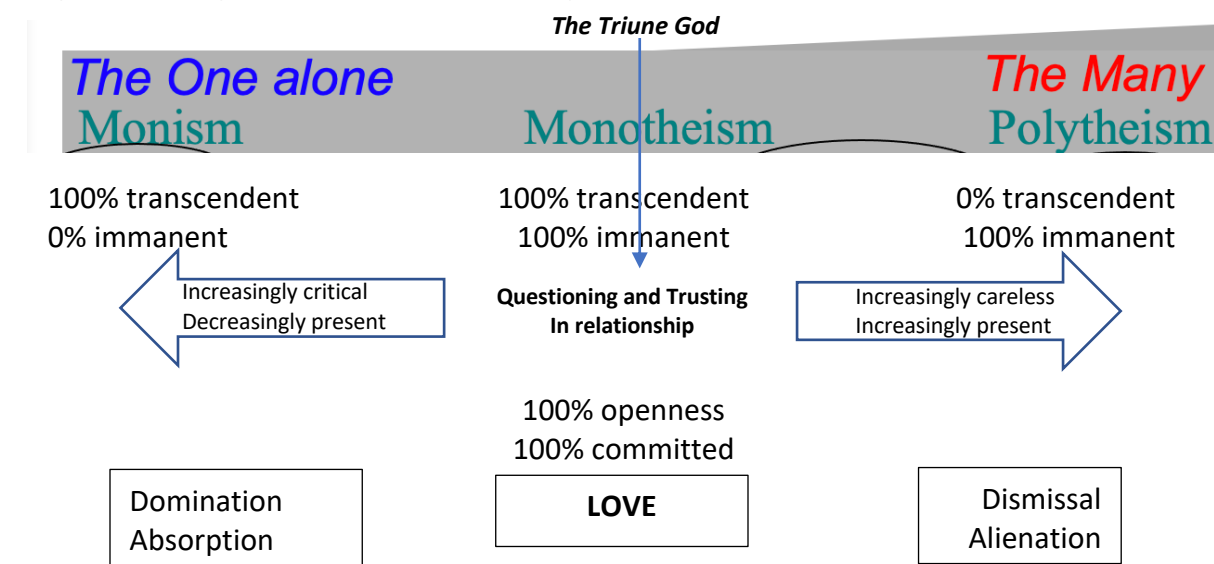 The Triune God
The One alone
The Many
Monism
Monotheism
Polytheism
100% transcendent
0% immanent
100% transcendent
100% immanent
0% transcendent
100% immanent
Increasingly critical
Decreasingly present
Questioning and Trusting
In relationship
Increasingly careless
Increasingly present
100% openness
100% committed
Domination
Absorption
LOVE
Dismissal
Alienation